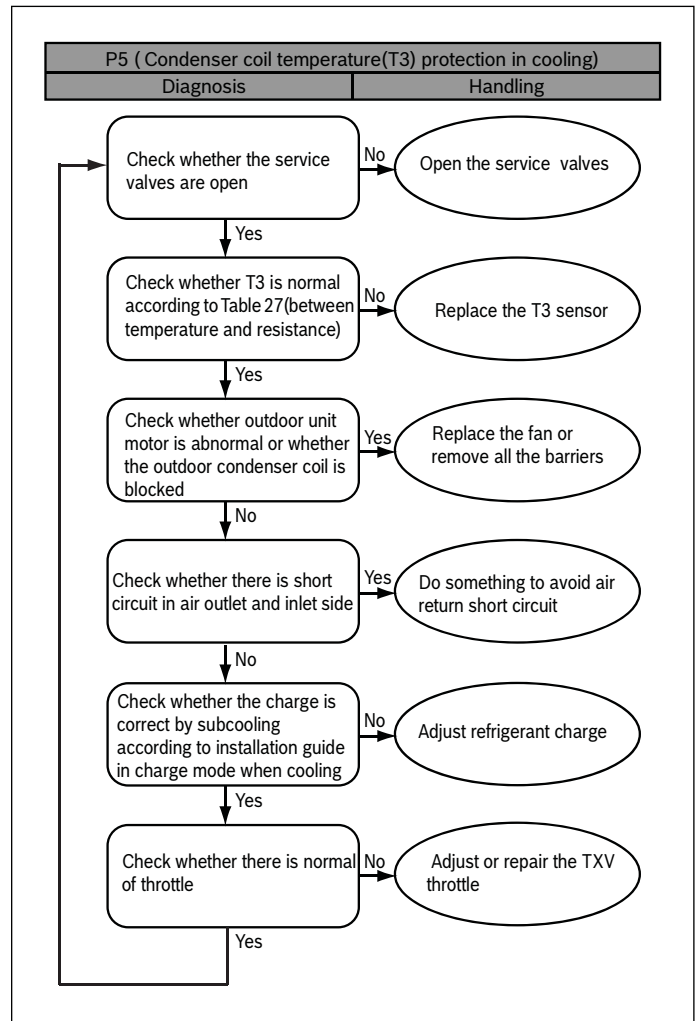 P5 ( Condenser coil temperature(T3) protection in cooling)
Diagnosis
Handling
Check whether the service
valves are open
No
Open the service valves
Yes
Check whether T3 is normal
according to Table 27(between
temperature and resistance)
No
Replace the T3 sensor
Yes
Check whether outdoor unit
motor is abnormal or whether
the outdoor condenser coil is
blocked
Yes
Replace the fan or
remove all the barriers
No
Check whether there is short
circuit in air outlet and inlet side
Yes
Do something to avoid air
return short circuit
No
Check whether the charge is
correct by subcooling
according to installation guide
in charge mode when cooling
No
Adjust refrigerant charge
Yes
Check whether there is normal
of throttle
No
Adjust or repair the TXV
throttle
Yes